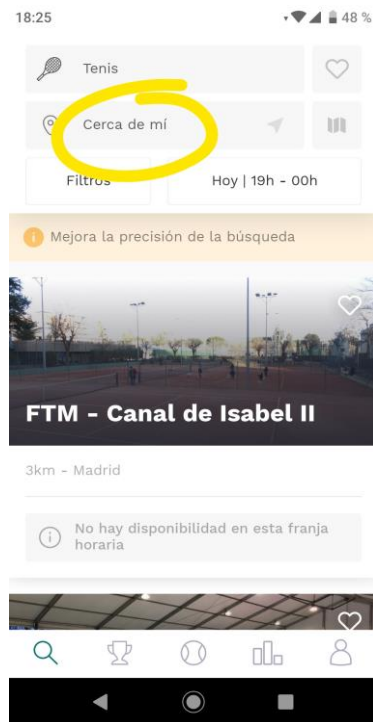 18:25
48 %
Tenis
Cerca de mí
Filtros
Hoy | 19h - 00h
Mejora la precisión de la búsqueda
FTM - Canal de Isabel II
3km - Madrid
No hay disponibilidad en esta franja
horaria